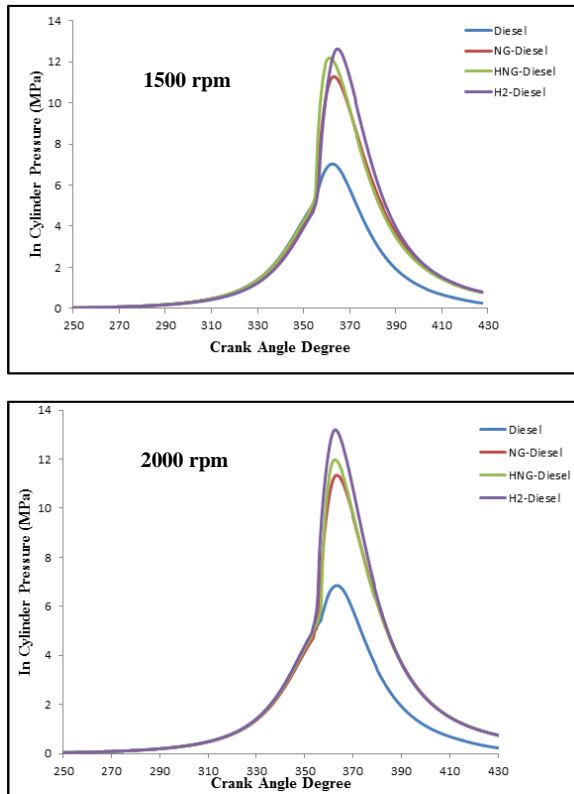 14
12
10
8
6
4
2
0
In Cylinder Pressure (MPa)
1500 rpm
Diesel
NG-Diesel
HNG-Diesel
H2-Diesel
250 270 290 310 330 350 370 390 410 430
Crank Angle Degree
14
12
10
8
6
4
2
0
In Cylinder Pressure (MPa)
2000 rpm
Diesel
NG-Diesel
HNG-Diesel
H2-Diesel
250 270 290 310 330 350 370 390 410 430
Crank Angle Degree